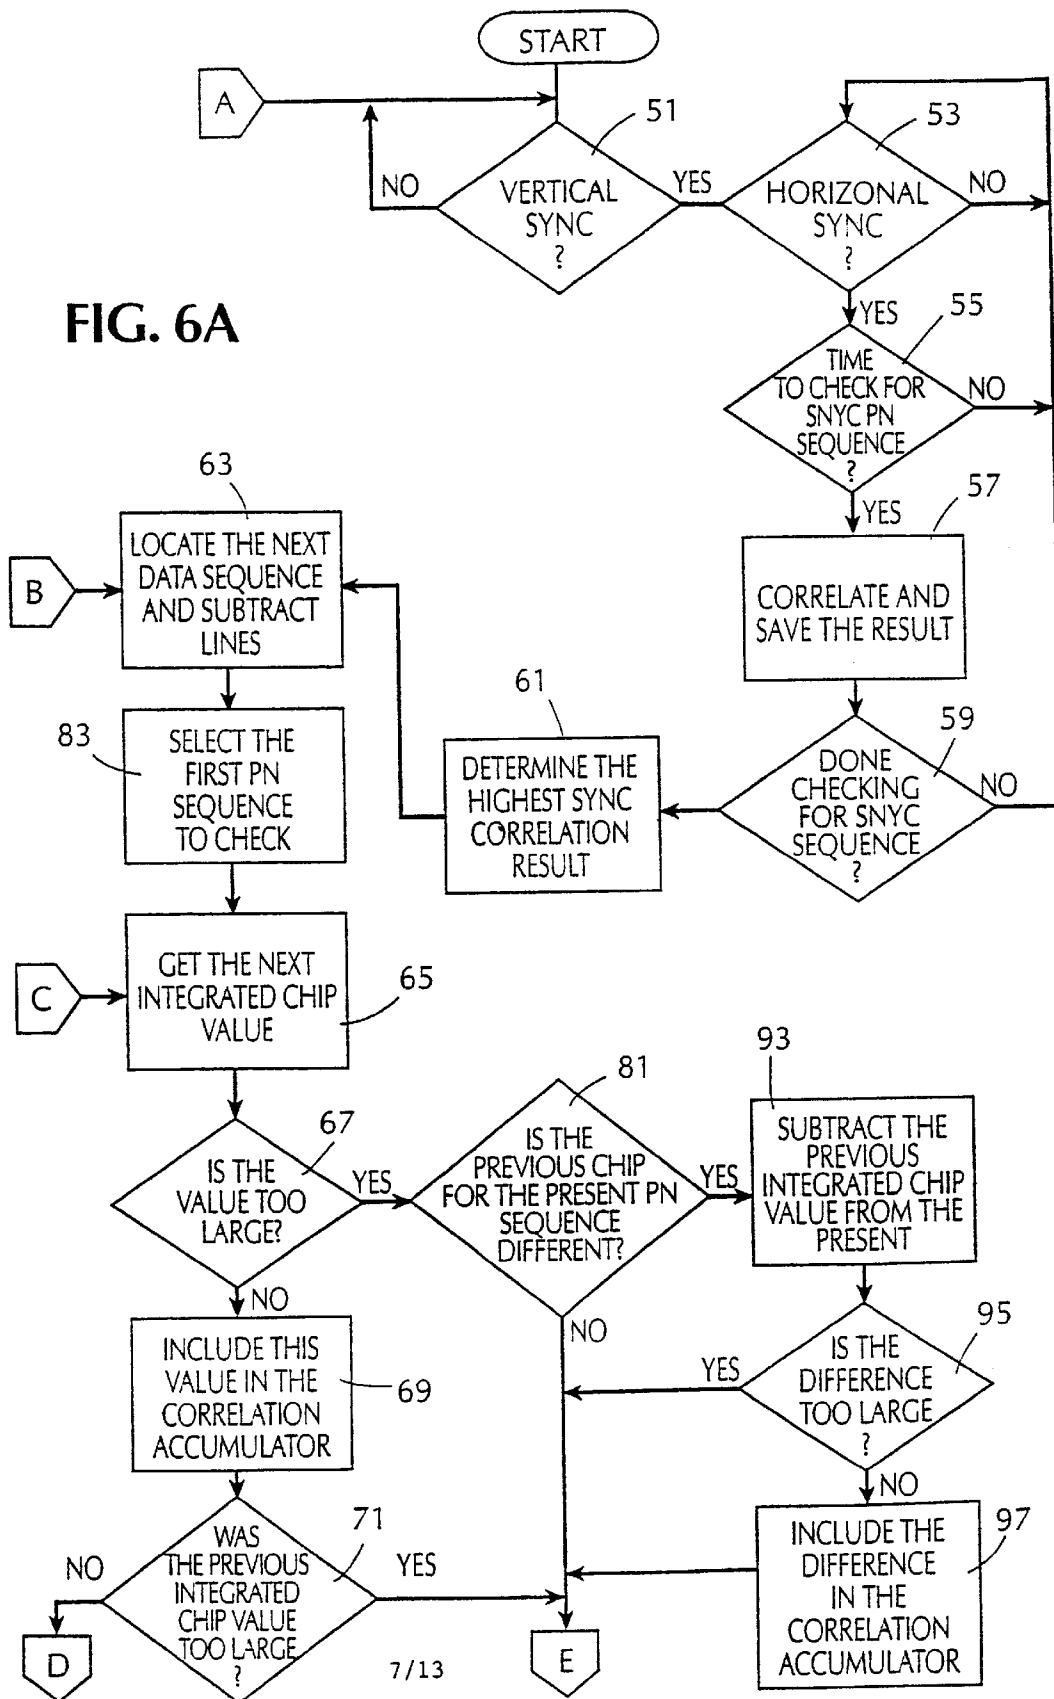 START
A
51
53
NO
VERTICAL
SYNC
?
YES
HORIZONAL
SYNC
?
NO
FIG. 6A
YES
55
TIME
TO CHECK FOR
SNYC PN
SEQUENCE
?
NO
YES
57
63
LOCATE THE NEXT
DATA SEQUENCE
AND SUBTRACT
LINES
B
CORRELATE AND
SAVE THE RESULT
61
59
83
SELECT THE
FIRST PN
SEQUENCE
TO CHECK
DETERMINE THE
HIGHEST SYNC
CORRELATION
RESULT
DONE
CHECKING
FOR SNYC
SEQUENCE
?
NO
C
GET THE NEXT
INTEGRATED CHIP
VALUE
65
67
IS THE
VALUE TOO
LARGE?
YES
81
IS THE
PREVIOUS CHIP
FOR THE PRESENT PN
SEQUENCE
DIFFERENT?
YES
93
SUBTRACT THE
PREVIOUS
INTEGRATED CHIP
VALUE FROM THE
PRESENT
NO
NO
INCLUDE THIS
VALUE IN THE
CORRELATION
ACCUMULATOR
69
YES
95
IS THE
DIFFERENCE
TOO LARGE
?
NO
71
WAS
THE PREVIOUS
INTEGRATED
CHIP VALUE
TOO LARGE
?
NO
YES
97
INCLUDE THE
DIFFERENCE
IN THE
CORRELATION
ACCUMULATOR
D
E
7/13